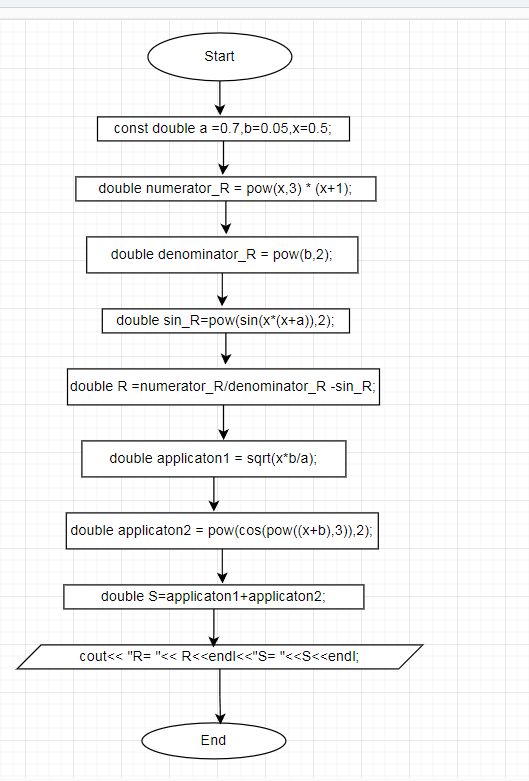 Start
const double a =0.7,b=0.05,x=0.5;
double numerator_R = pow(x,3) * (x+1);
double denominator_R = pow(b,2);
double sin_R=pow(sin(x*(x+a)),2);
double R =numerator_R/denominator_R -sin_R;
double applicaton1 = sqrt(x*b/a);
double applicaton2 = pow(cos(pow((x+b),3)),2);
double S=applicaton1+applicaton2;
cout<< "R= "<< R<<endl<<"S= "<<S<<endl;
End